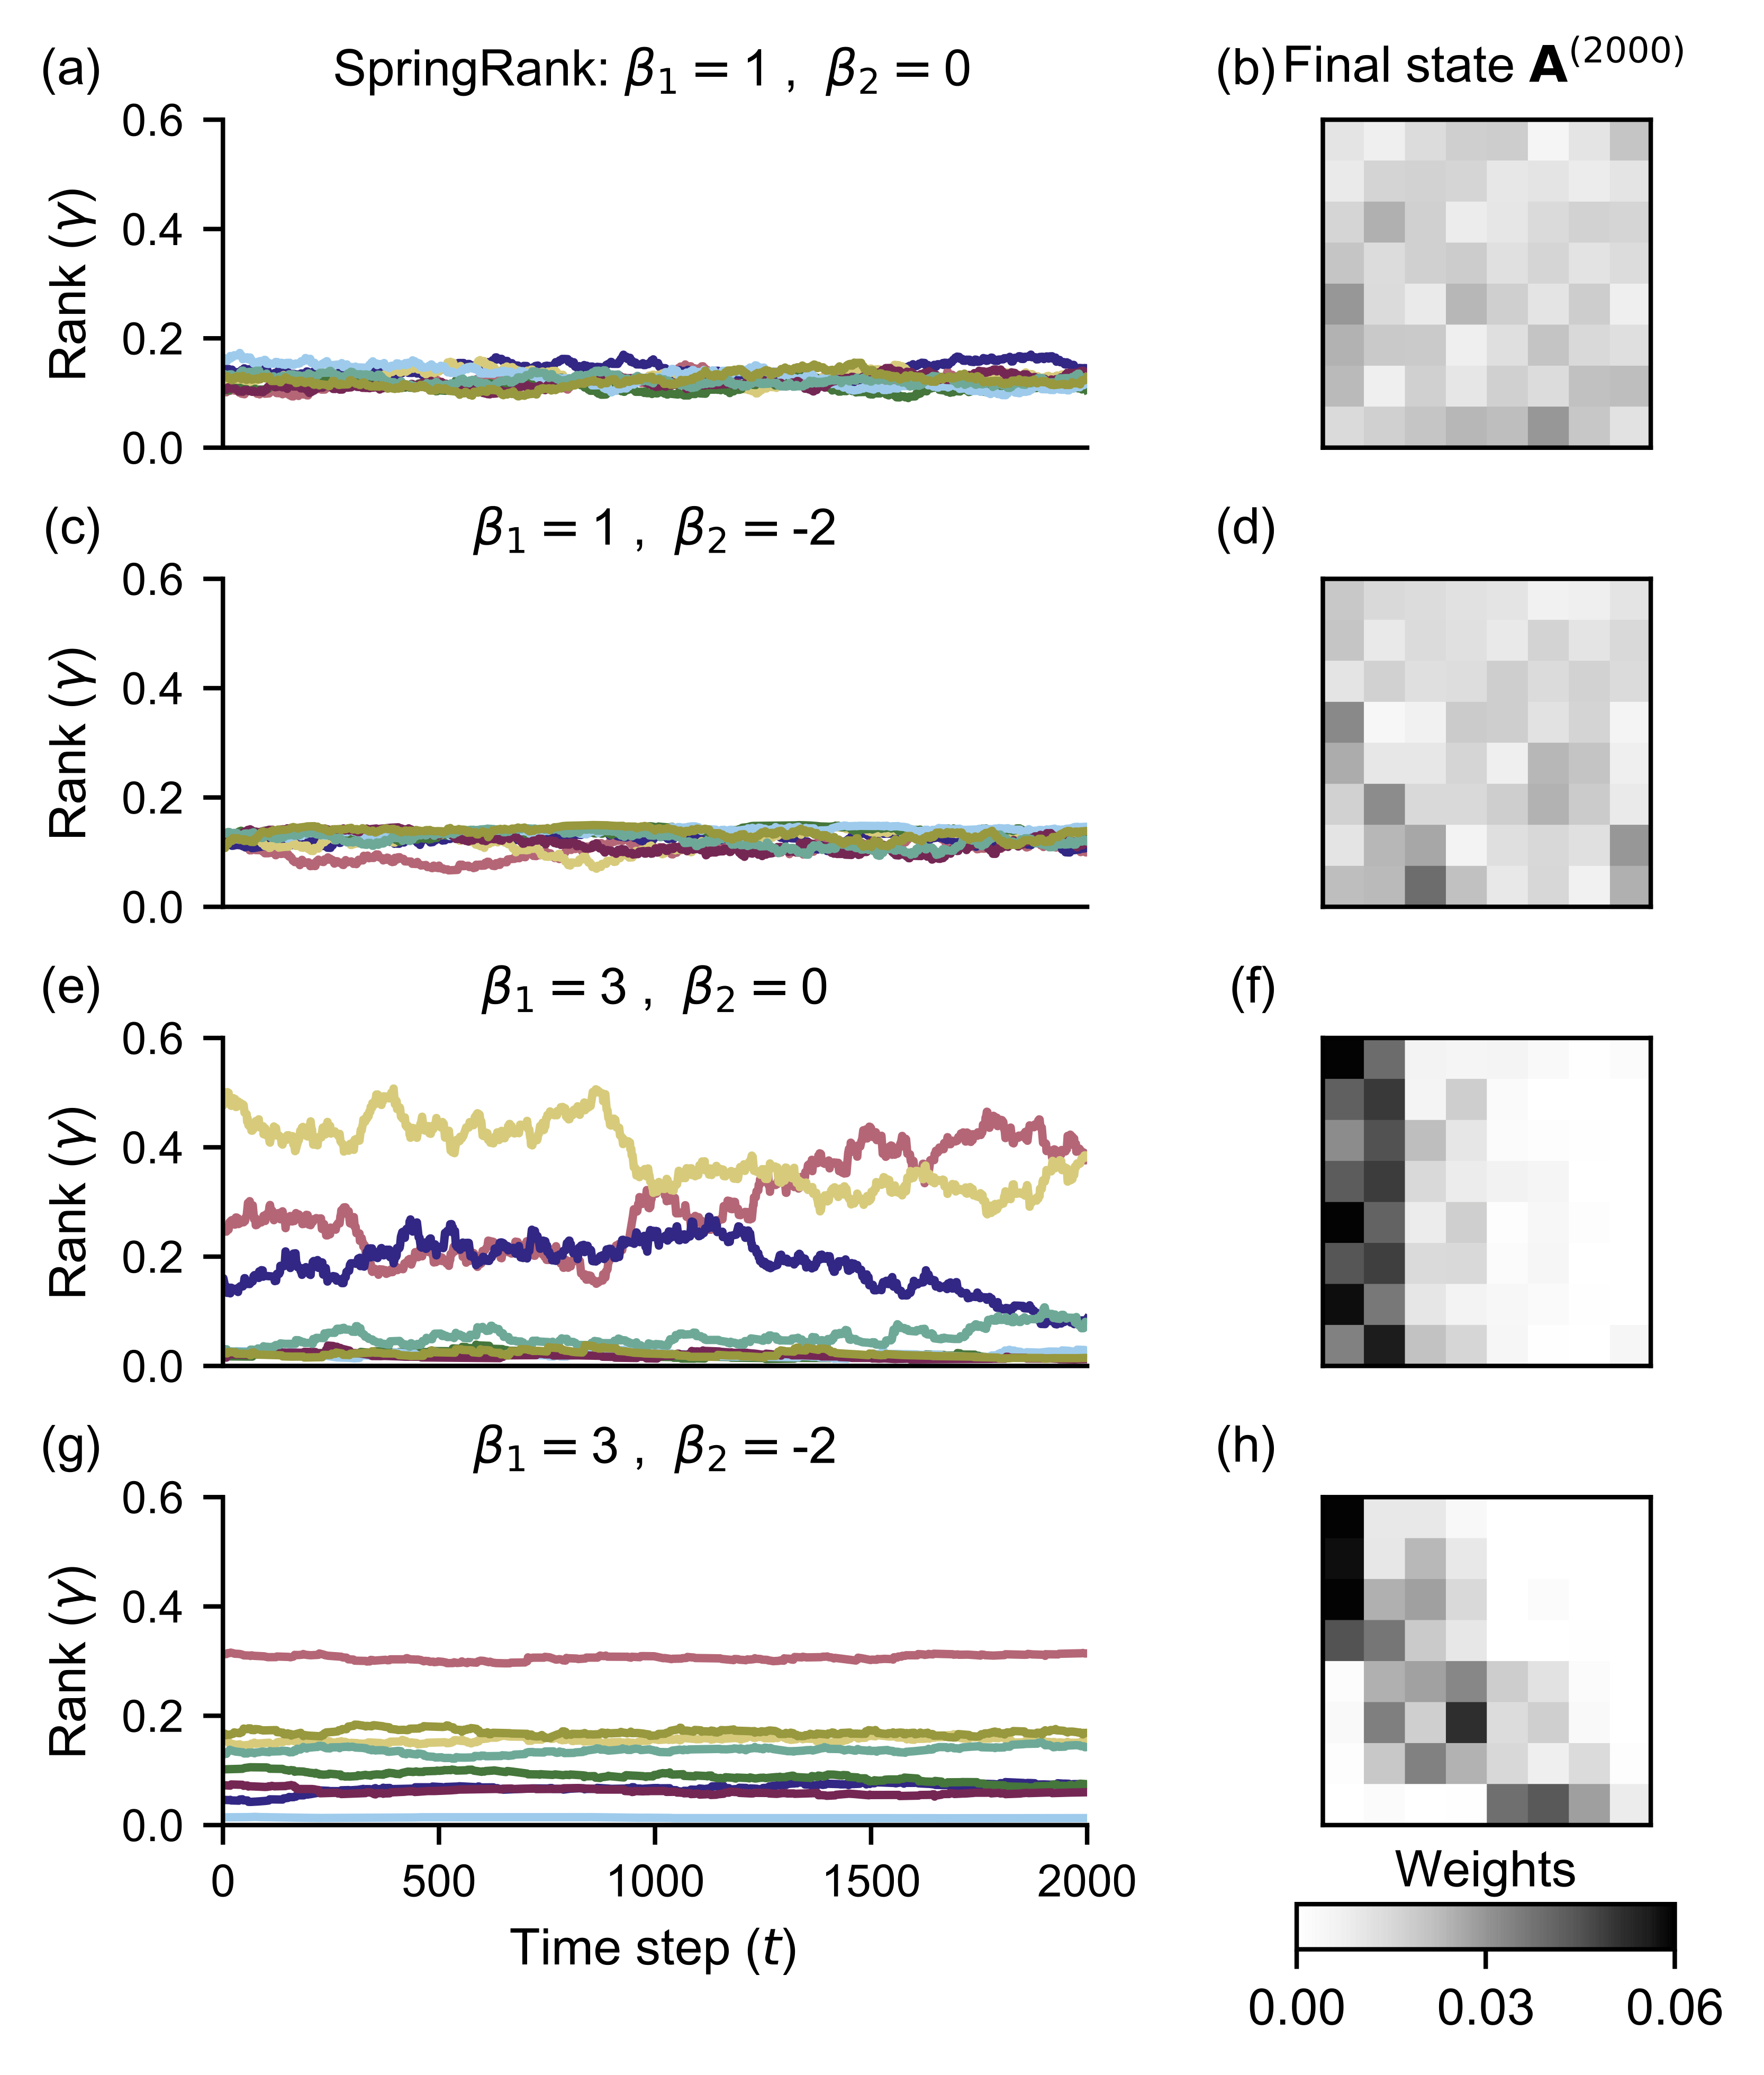 (a) SpringRank: β₁ = 1 , β₂ = 0
(b) Final state A⁽²⁰⁰⁰⁾
0.6
0.4
0.2
0.0
Rank (γ)
(c) β₁ = 1 , β₂ = -2
(d)
0.6
0.4
0.2
0.0
Rank (γ)
(e) β₁ = 3 , β₂ = 0
(f)
0.6
0.4
0.2
0.0
Rank (γ)
(g) β₁ = 3 , β₂ = -2
(h)
0.6
0.4
0.2
0.0
Rank (γ)
0 500 1000 1500 2000
Time step (t)
Weights
0.00 0.03 0.06